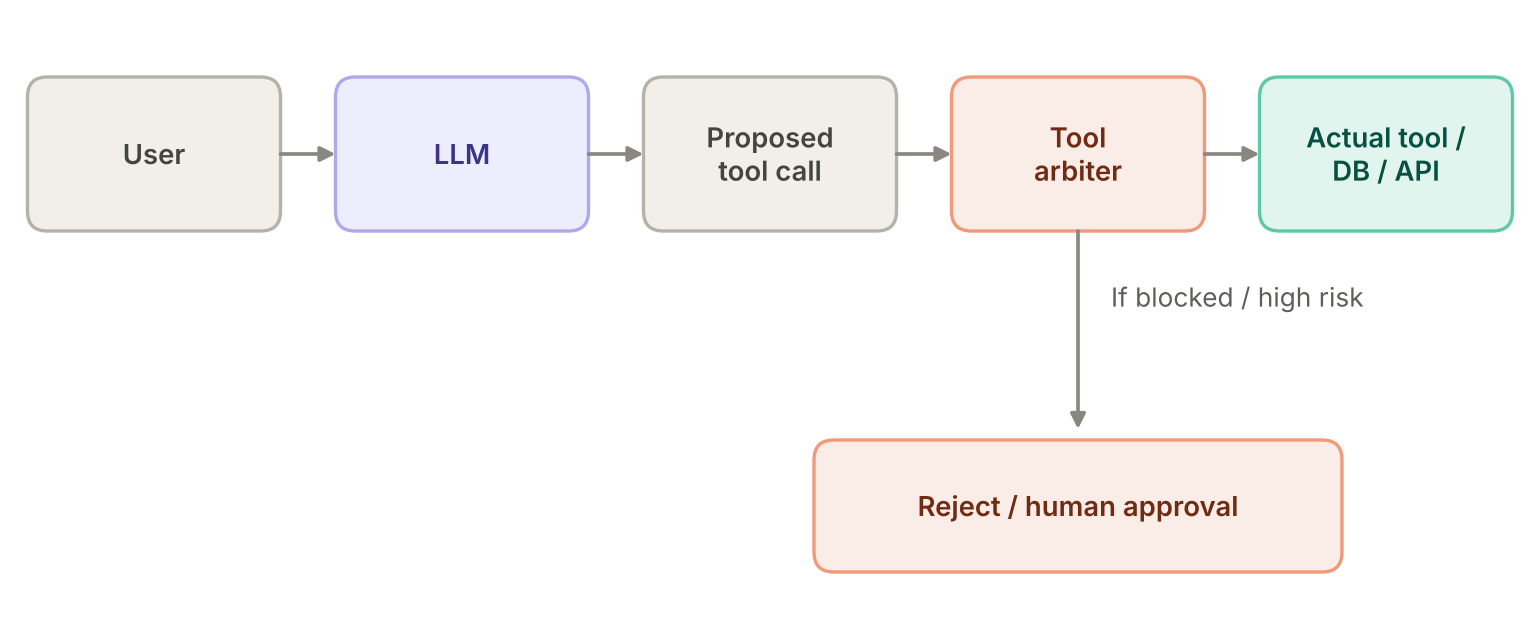 User
LLM
Proposed
tool call
Tool
arbiter
Actual tool /
DB / API
If blocked / high risk
Reject / human approval